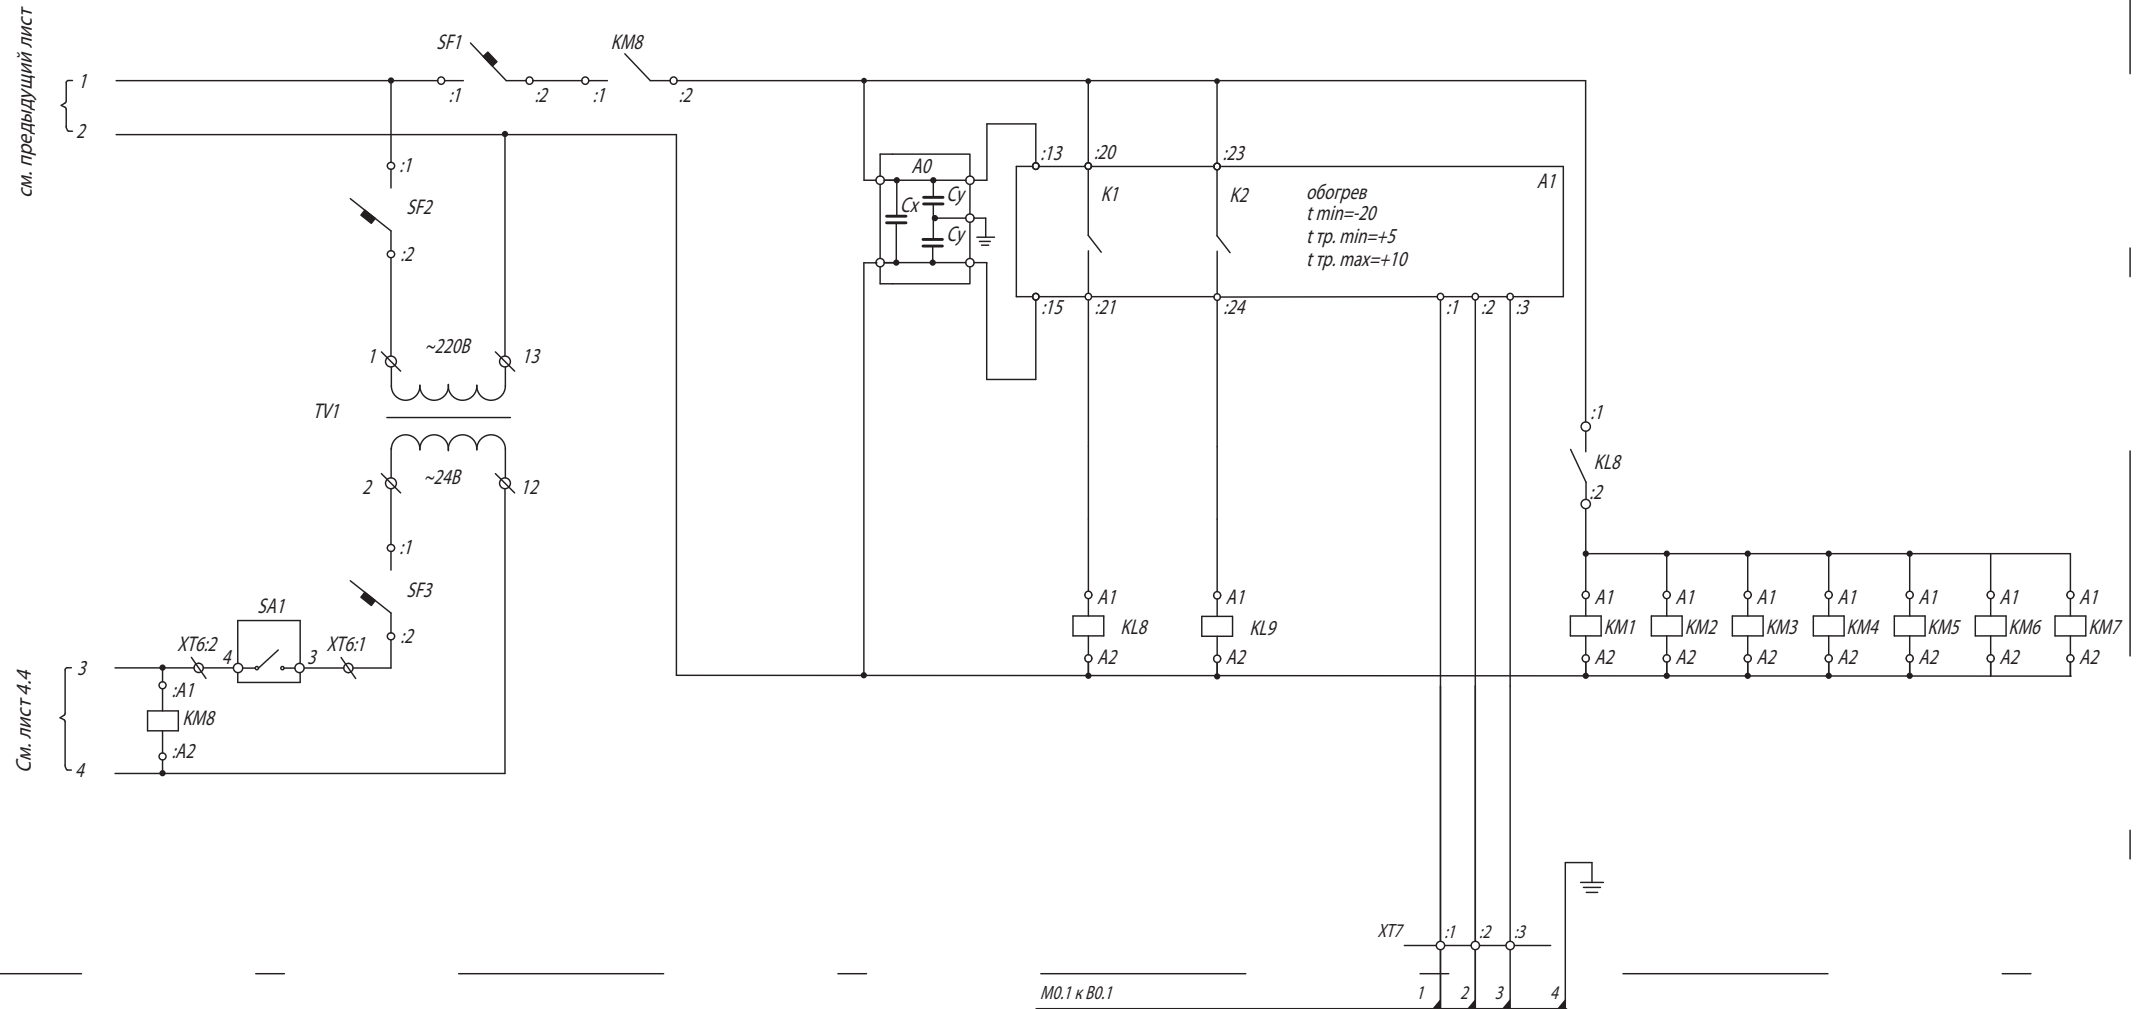 см. предыдущий лист
1
2
SF1
:1
:2
KM8
:1
:2
:1
SF2
:2
1
~220В
13
TV1
2
~24В
12
:1
SF3
:2
SA1
XT6:2
4
3
XT6:1
См. лист 4.4
3
4
:A1
KM8
:A2
A0
Cx
Cy
Cy
:13
:20
:23
A1
K1
K2
обогрев
t min=-20
t тр. min=+5
t тр. max=+10
:15
:21
:24
:1
:2
:3
:1
KL8
:2
A1
KL8
A2
A1
KL9
A2
A1
KM1
A2
A1
KM2
A2
A1
KM3
A2
A1
KM4
A2
A1
KM5
A2
A1
KM6
A2
A1
KM7
A2
XT7
:1
:2
:3
M0.1 к B0.1
1
2
3
4